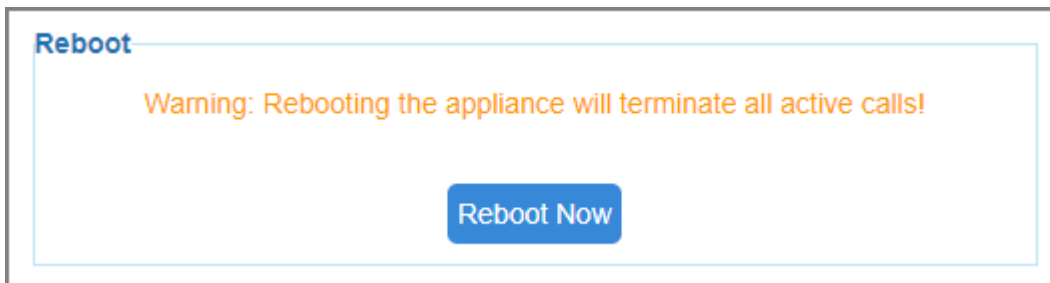 Reboot
Warning: Rebooting the appliance will terminate all active calls!
Reboot Now